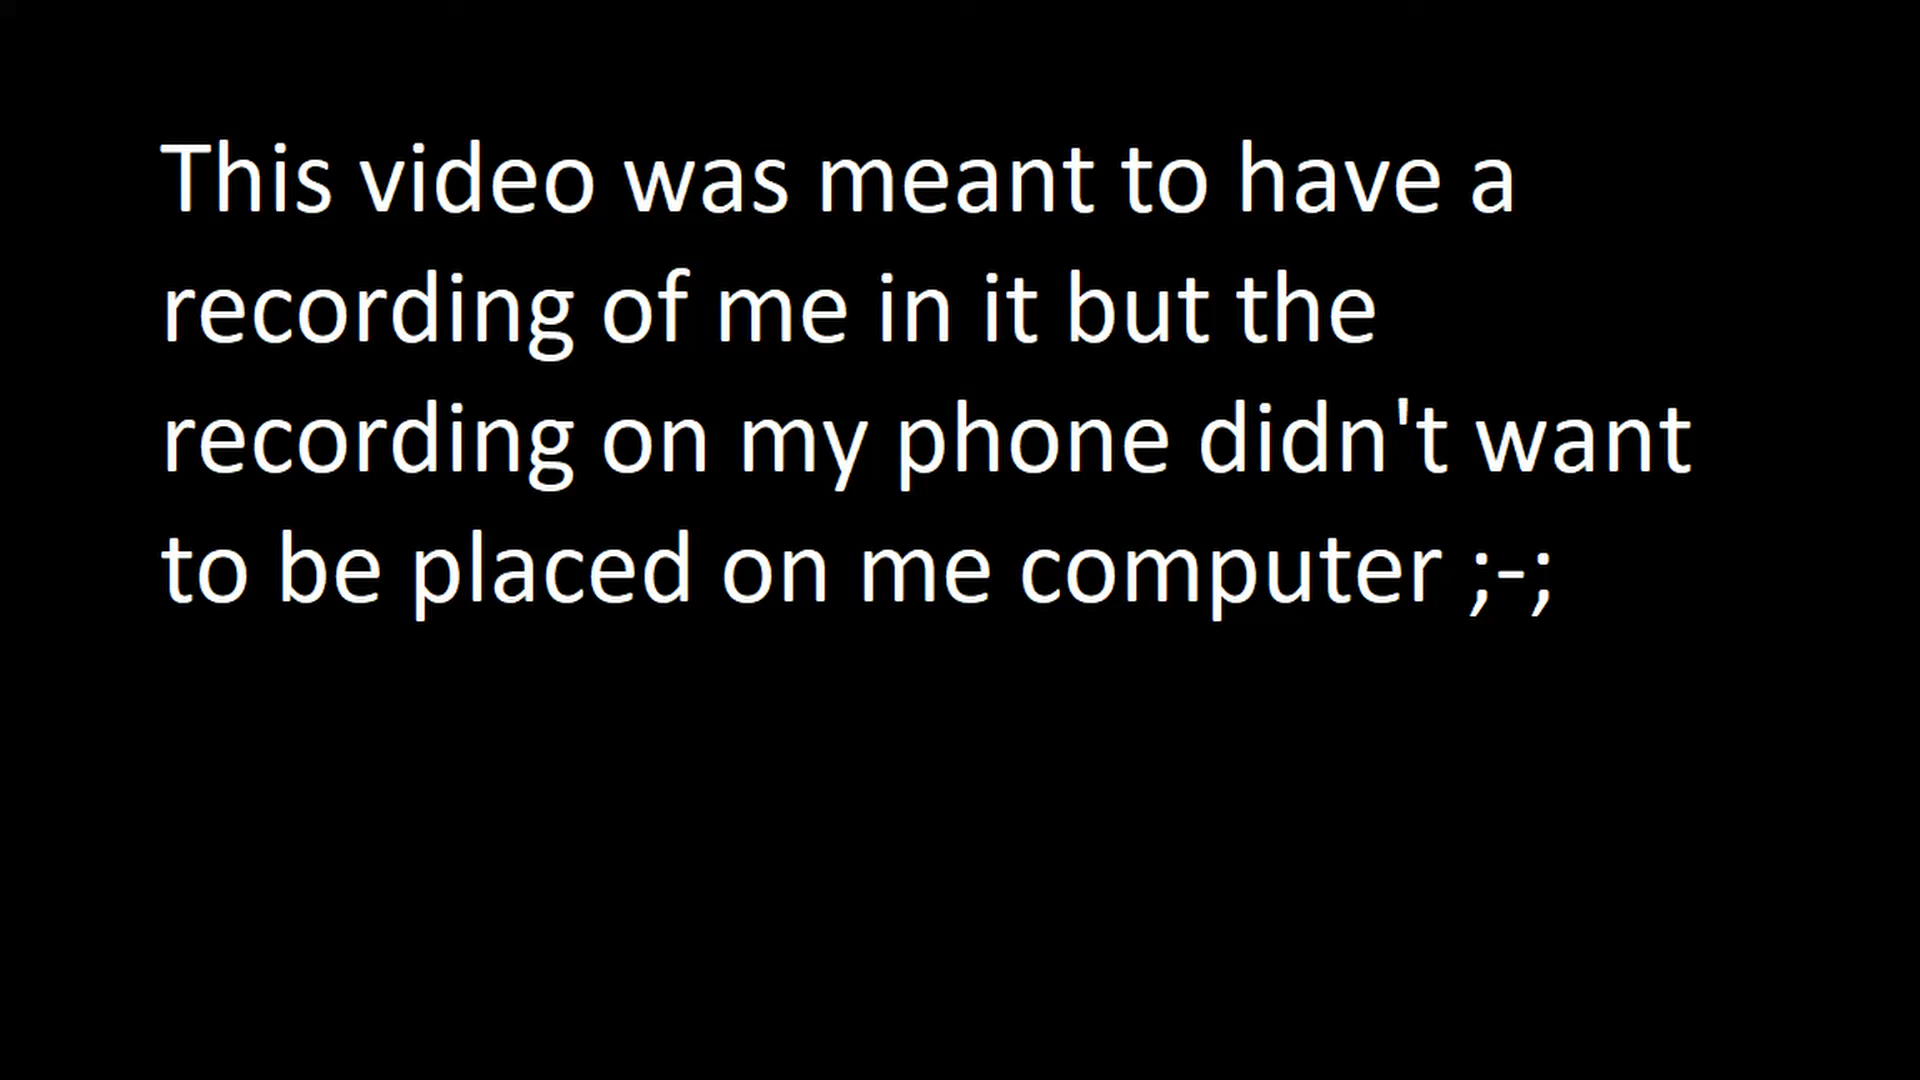 This video was meant to have a
recording of me in it but the
recording on my phone didn't want
to be placed on me computer ;-;